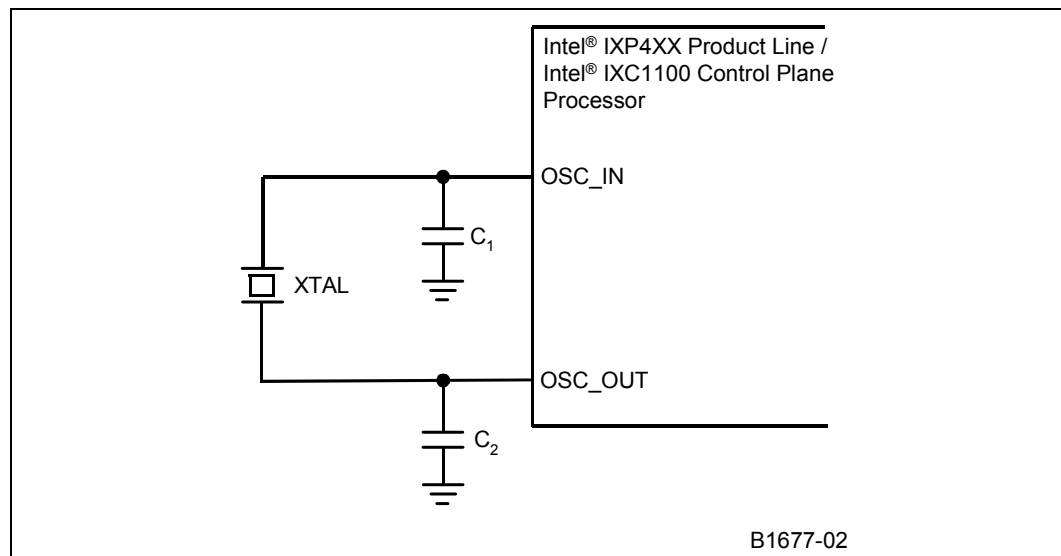 Intel® IXP4XX Product Line /
Intel® IXC1100 Control Plane
Processor
OSC_IN
C₁
XTAL
OSC_OUT
C₂
B1677-02